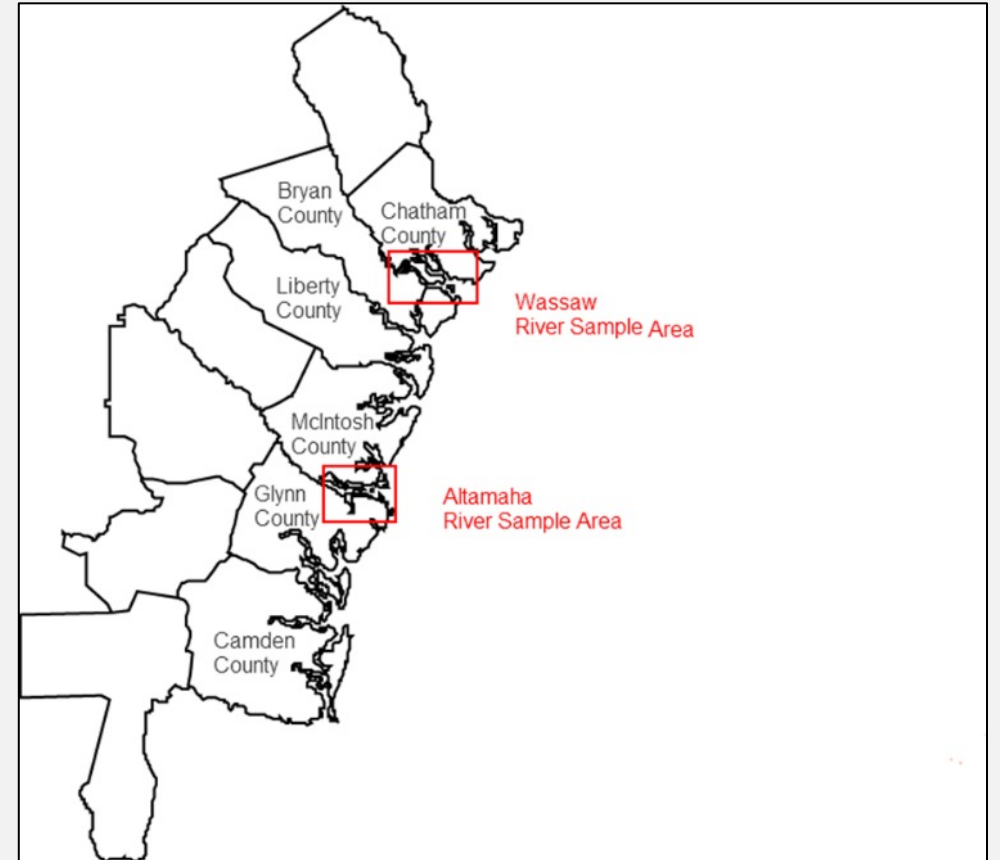 Bryan
County
Chatham
County
Liberty
County
Wassaw
River Sample Area
McIntosh
County
Glynn
County
Altamaha
River Sample Area
Camden
County